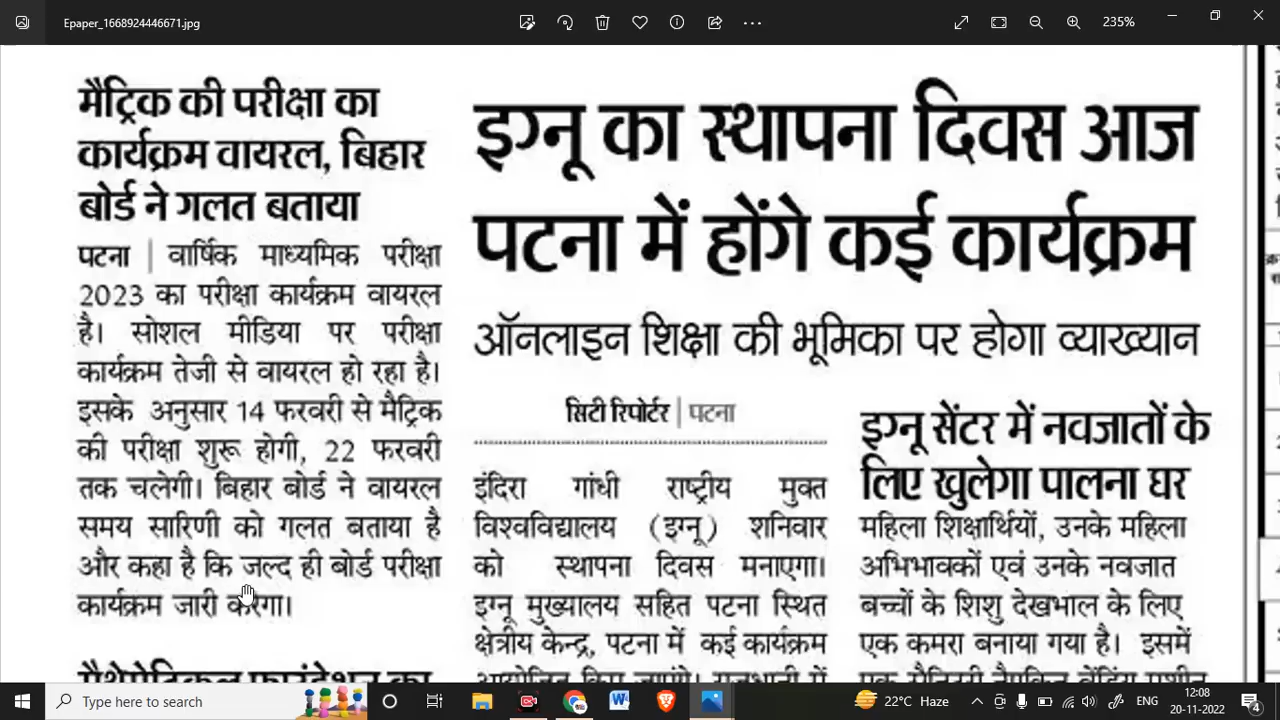 Epaper_1668924446671.jpg
235%
मैट्रिक की परीक्षा का
कार्यक्रम वायरल, बिहार
बोर्ड ने गलत बताया
पटना | वार्षिक माध्यमिक परीक्षा
2023 का परीक्षा कार्यक्रम वायरल
है। सोशल मीडिया पर परीक्षा
कार्यक्रम तेजी से वायरल हो रहा है।
इसके अनुसार 14 फरवरी से मैट्रिक
की परीक्षा शुरू होगी, 22 फरवरी
तक चलेगी। बिहार बोर्ड ने वायरल
समय सारिणी को गलत बताया है
और कहा है कि जल्द ही बोर्ड परीक्षा
कार्यक्रम जारी करेगा।
इग्नू का स्थापना दिवस आज
पटना में होंगे कई कार्यक्रम
ऑनलाइन शिक्षा की भूमिका पर होगा व्याख्यान
सिटी रिपोर्टर | पटना
इंदिरा गांधी राष्ट्रीय मुक्त
विश्वविद्यालय (इग्नू) शनिवार
को स्थापना दिवस मनाएगा।
इग्नू मुख्यालय सहित पटना स्थित
क्षेत्रीय केन्द्र, पटना में कई कार्यक्रम
इग्नू सेंटर में नवजातों के
लिए खुलेगा पालना घर
महिला शिक्षार्थियों, उनके महिला
अभिभावकों एवं उनके नवजात
बच्चों के शिशु देखभाल के लिए
एक कमरा बनाया गया है। इसमें
Type here to search
22°C Haze
ENG
12:08
20-11-2022
4